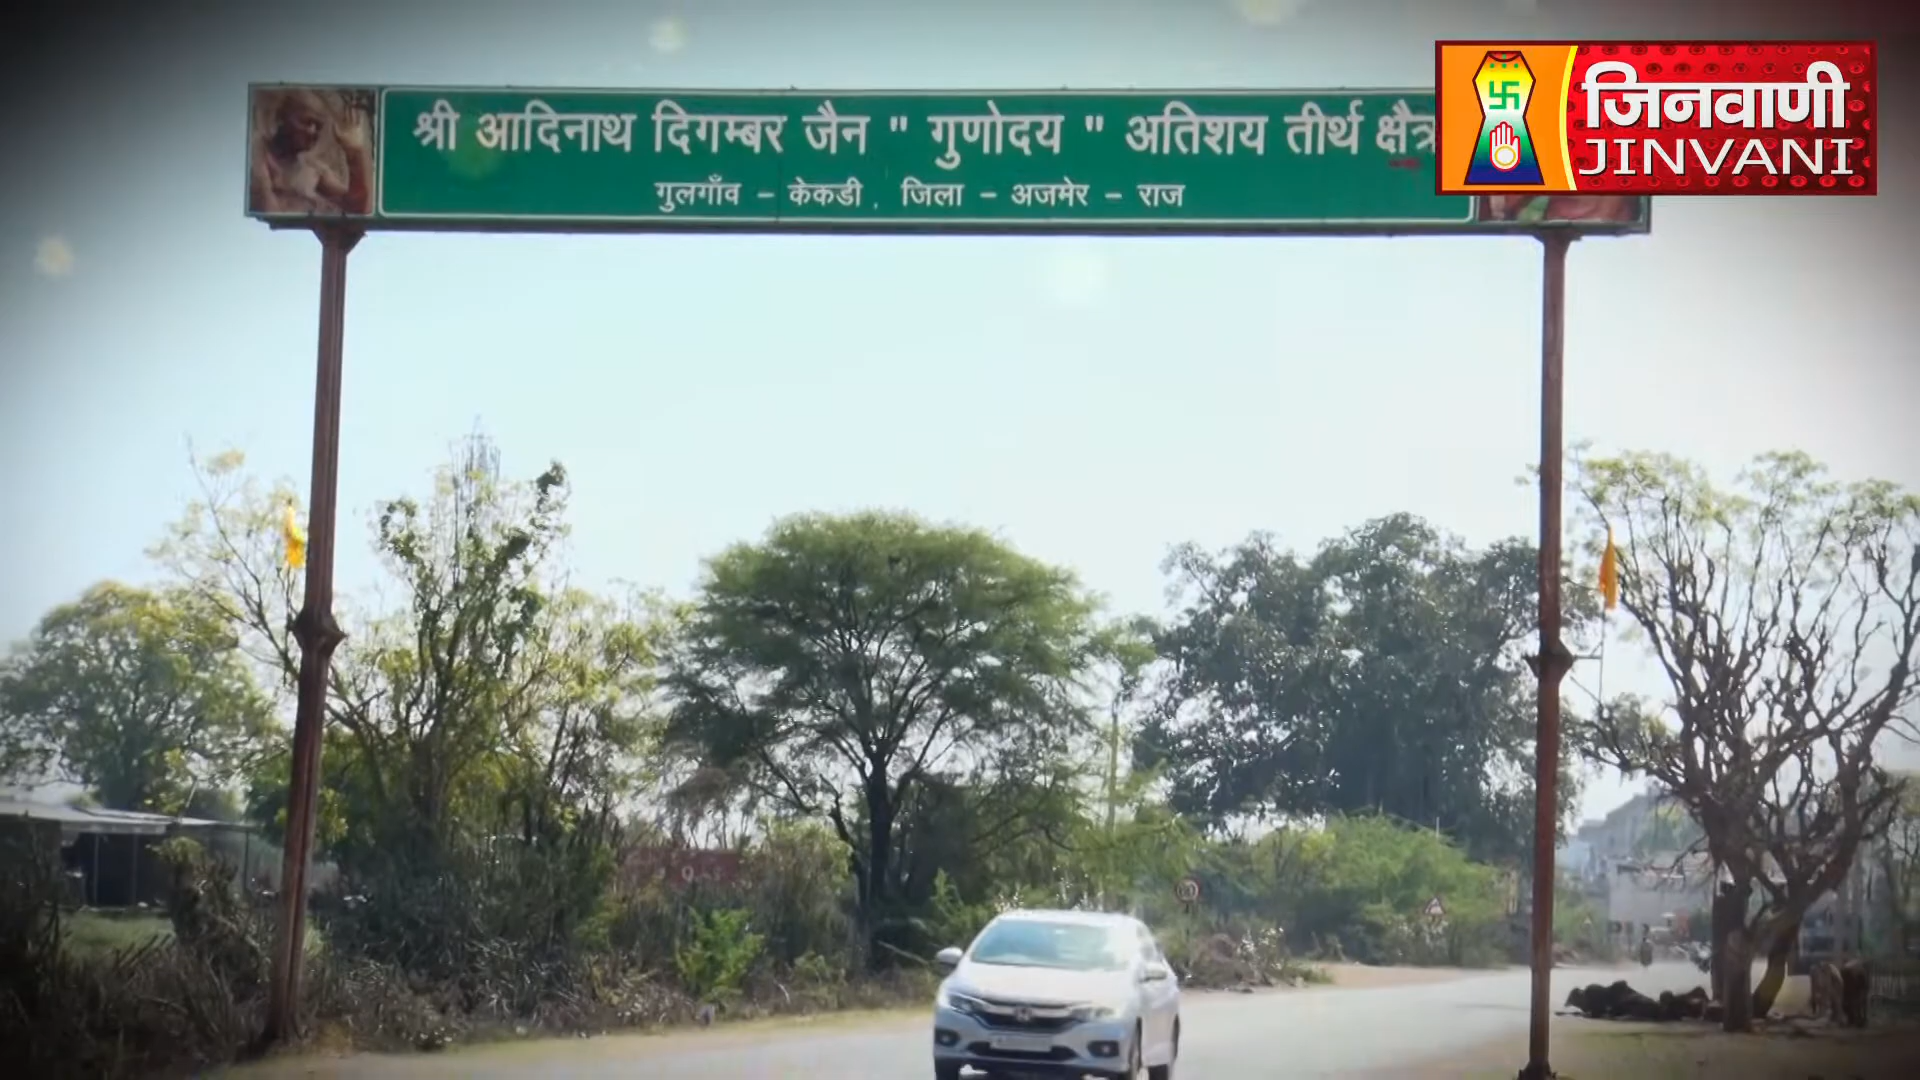 श्री आदिनाथ दिगम्बर जैन " गुणोदय " अतिशय तीर्थ क्षैत्र
गुलगाँव - केकडी . जिला - अजमेर - राज
जिनवाणी
JINVANI